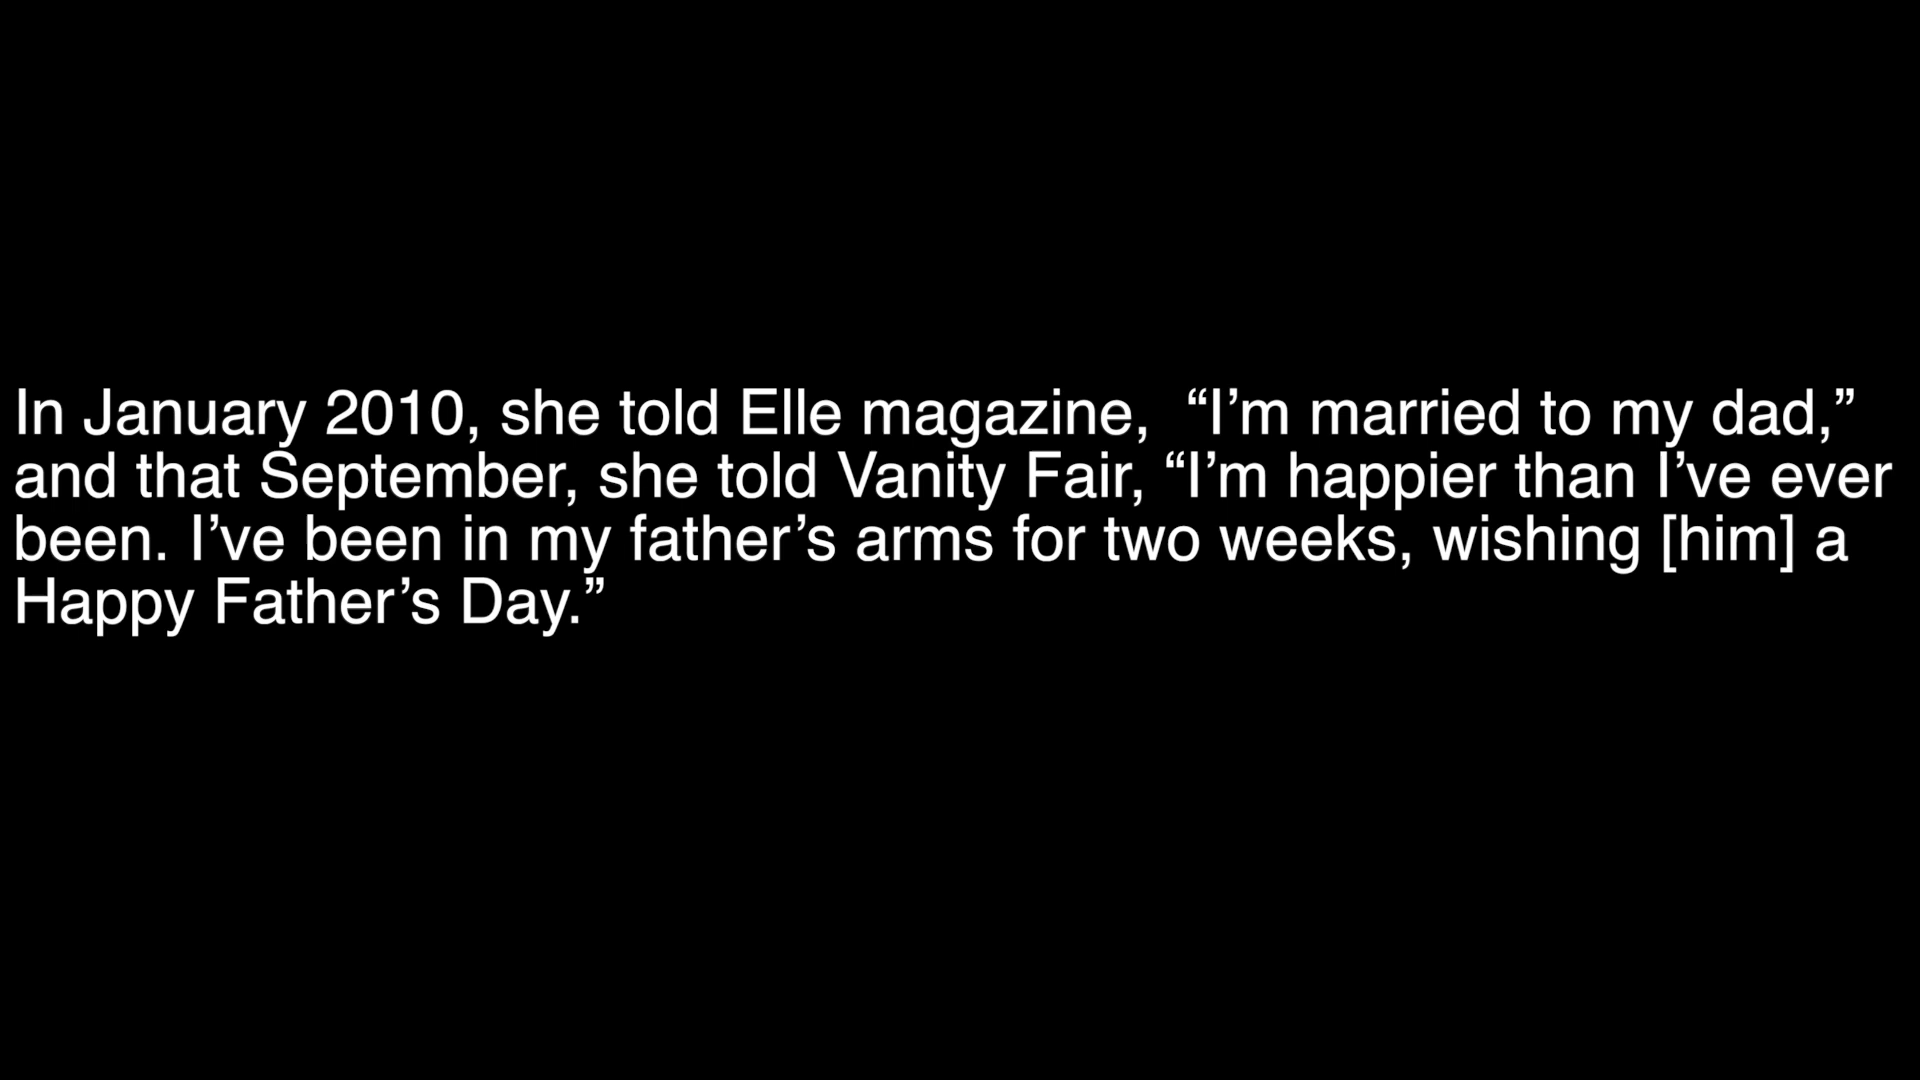 In January 2010, she told Elle magazine,  “I’m married to my dad,”
and that September, she told Vanity Fair, “I’m happier than I’ve ever
been. I’ve been in my father’s arms for two weeks, wishing [him] a
Happy Father’s Day.”